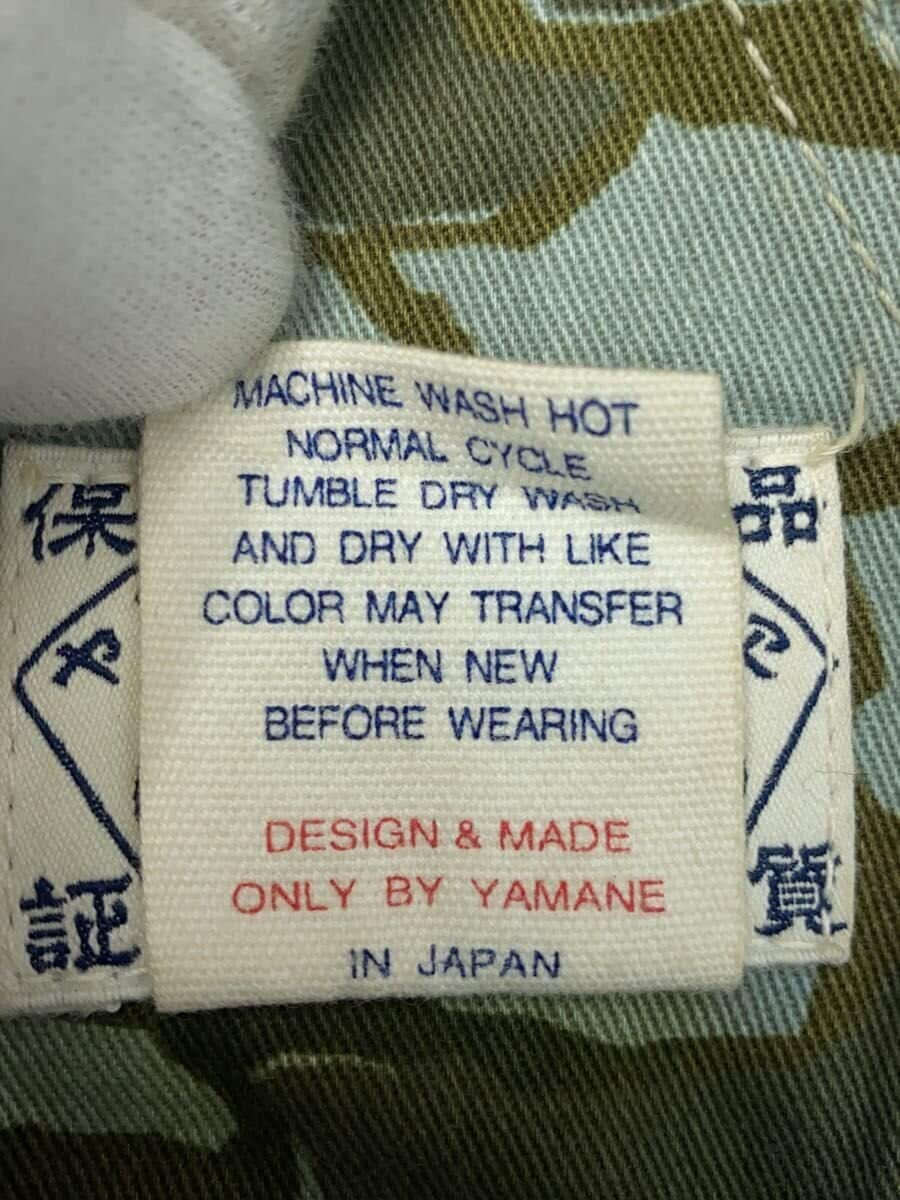 MACHINE WASH HOT
NORMAL CYCLE
TUMBLE DRY WASH
AND DRY WITH LIKE
COLOR MAY TRANSFER
WHEN NEW
BEFORE WEARING
DESIGN & MADE
ONLY BY YAMANE
IN JAPAN
保 品
や
証 質